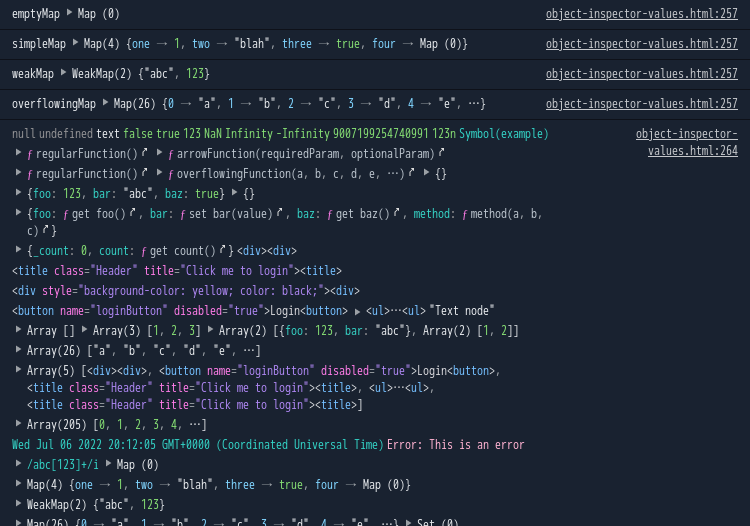 emptyMap ▶ Map (0) object-inspector-values.html:257
simpleMap ▶ Map(4) {one → 1, two → "blah", three → true, four → Map (0)} object-inspector-values.html:257
weakMap ▶ WeakMap(2) {"abc", 123} object-inspector-values.html:257
overflowingMap ▶ Map(26) {0 → "a", 1 → "b", 2 → "c", 3 → "d", 4 → "e", …} object-inspector-values.html:257
null undefined text false true 123 NaN Infinity -Infinity 9007199254740991 123n Symbol(example) object-inspector-
values.html:264
▶ ƒ regularFunction() ▶ ƒ arrowFunction(requiredParam, optionalParam)
▶ ƒ regularFunction() ▶ ƒ overflowingFunction(a, b, c, d, e, …) ▶ {}
▶ {foo: 123, bar: "abc", baz: true} ▶ {}
▶ {foo: ƒ get foo(), bar: ƒ set bar(value), baz: ƒ get baz(), method: ƒ method(a, b,
c)}
▶ {_count: 0, count: ƒ get count()} <div><div>
<title class="Header" title="Click me to login"><title>
<div style="background-color: yellow; color: black;"><div>
<button name="loginButton" disabled="true">Login<button> ▶ <ul>…<ul> "Text node"
▶ Array [] ▶ Array(3) [1, 2, 3] ▶ Array(2) [{foo: 123, bar: "abc"}, Array(2) [1, 2]]
▶ Array(26) ["a", "b", "c", "d", "e", …]
▶ Array(5) [<div><div>, <button name="loginButton" disabled="true">Login<button>,
<title class="Header" title="Click me to login"><title>, <ul>…<ul>,
<title class="Header" title="Click me to login"><title>]
▶ Array(205) [0, 1, 2, 3, 4, …]
Wed Jul 06 2022 20:12:05 GMT+0000 (Coordinated Universal Time) Error: This is an error
▶ /abc[123]+/i ▶ Map (0)
▶ Map(4) {one → 1, two → "blah", three → true, four → Map (0)}
▶ WeakMap(2) {"abc", 123}
▶ Map(26) {0 → "a", 1 → "b", 2 → "c", 3 → "d", 4 → "e", …} ▶ Set (0)